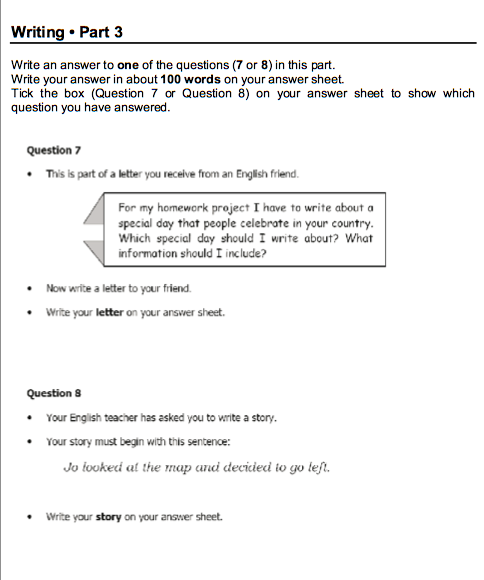 Writing • Part 3
Write an answer to one of the questions (7 or 8) in this part.
Write your answer in about 100 words on your answer sheet.
Tick the box (Question 7 or Question 8) on your answer sheet to show which
question you have answered.
Question 7
• This is part of a letter you receive from an English friend.
For my homework project I have to write about a
special day that people celebrate in your country.
Which special day should I write about? What
information should I include?
• Now write a letter to your friend.
• Write your letter on your answer sheet.
Question 8
• Your English teacher has asked you to write a story.
• Your story must begin with this sentence:
Jo looked at the map and decided to go left.
• Write your story on your answer sheet.